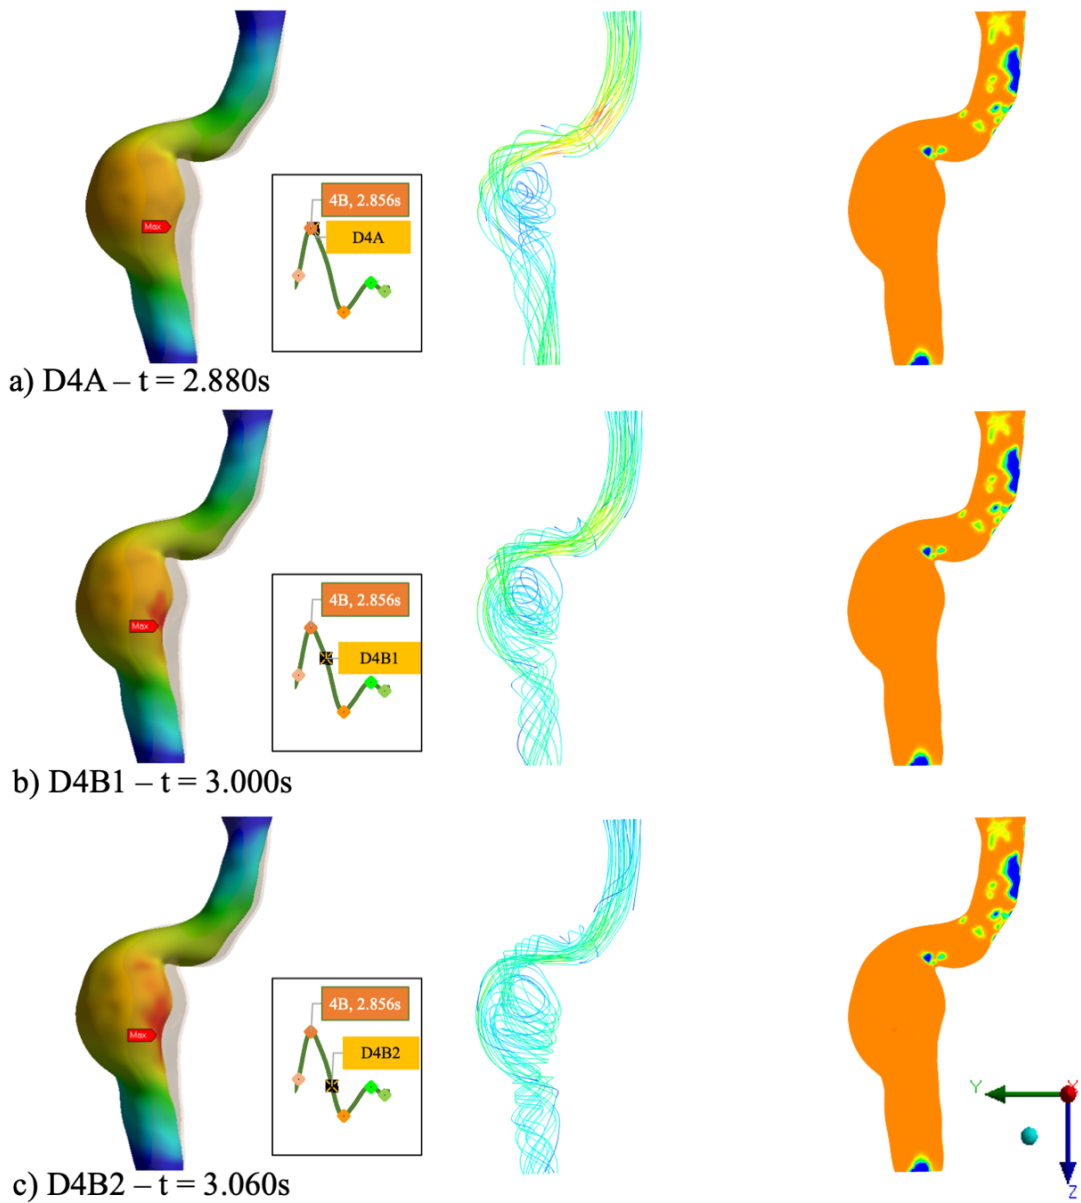 4B, 2.856s
Max
D4A
a) D4A – t = 2.880s
4B, 2.856s
Max
D4B1
b) D4B1 – t = 3.000s
4B, 2.856s
Max
D4B2
Y
X
Z
c) D4B2 – t = 3.060s